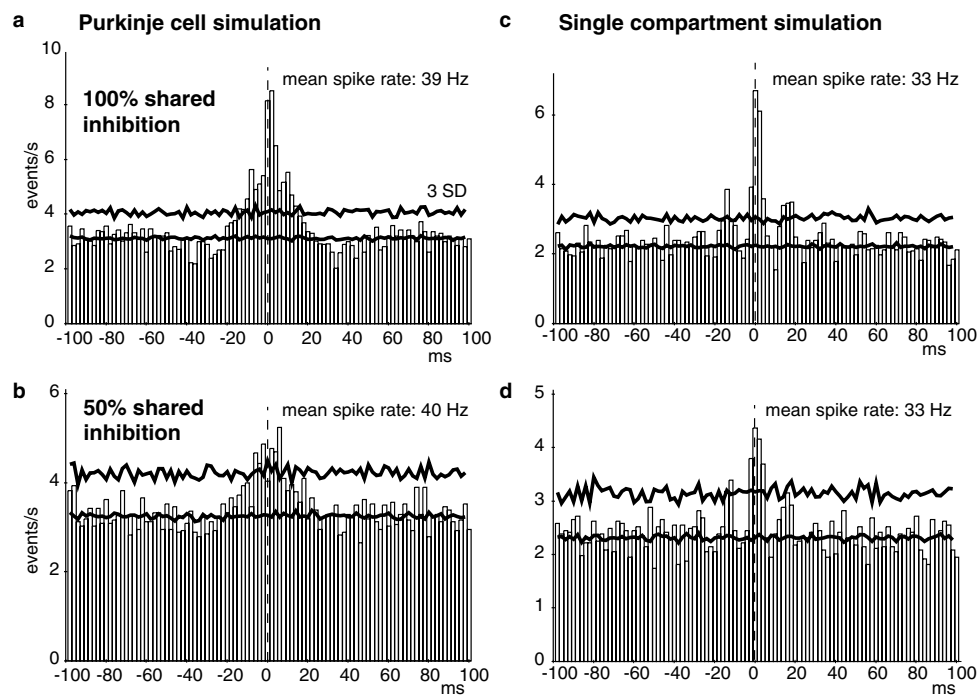 a Purkinje cell simulation
10
8
6
4
2
0
events/s
100% shared
inhibition
mean spike rate: 39 Hz
3 SD
-100 -80 -60 -40 -20 0 20 40 60 80 100
ms
c Single compartment simulation
6
4
2
0
mean spike rate: 33 Hz
-100 -80 -60 -40 -20 0 20 40 60 80 100
ms
b
6
4
2
0
events/s
50% shared
inhibition
mean spike rate: 40 Hz
-100 -80 -60 -40 -20 0 20 40 60 80 100
ms
d
5
4
3
2
1
0
mean spike rate: 33 Hz
-100 -80 -60 -40 -20 0 20 40 60 80 100
ms